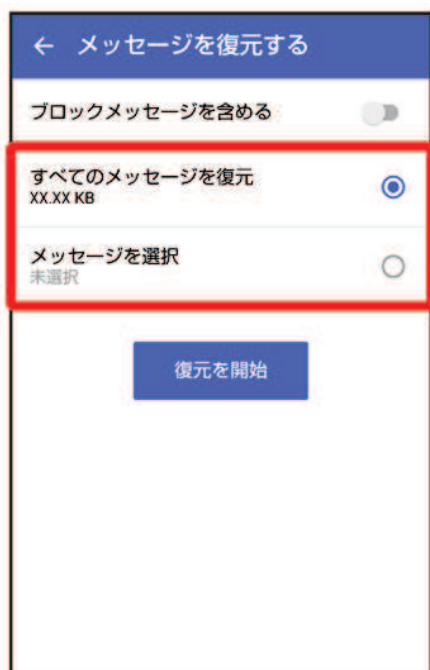 メッセージを復元する
ブロックメッセージを含める
すべてのメッセージを復元
XX.XX KB
メッセージを選択
未選択
復元を開始